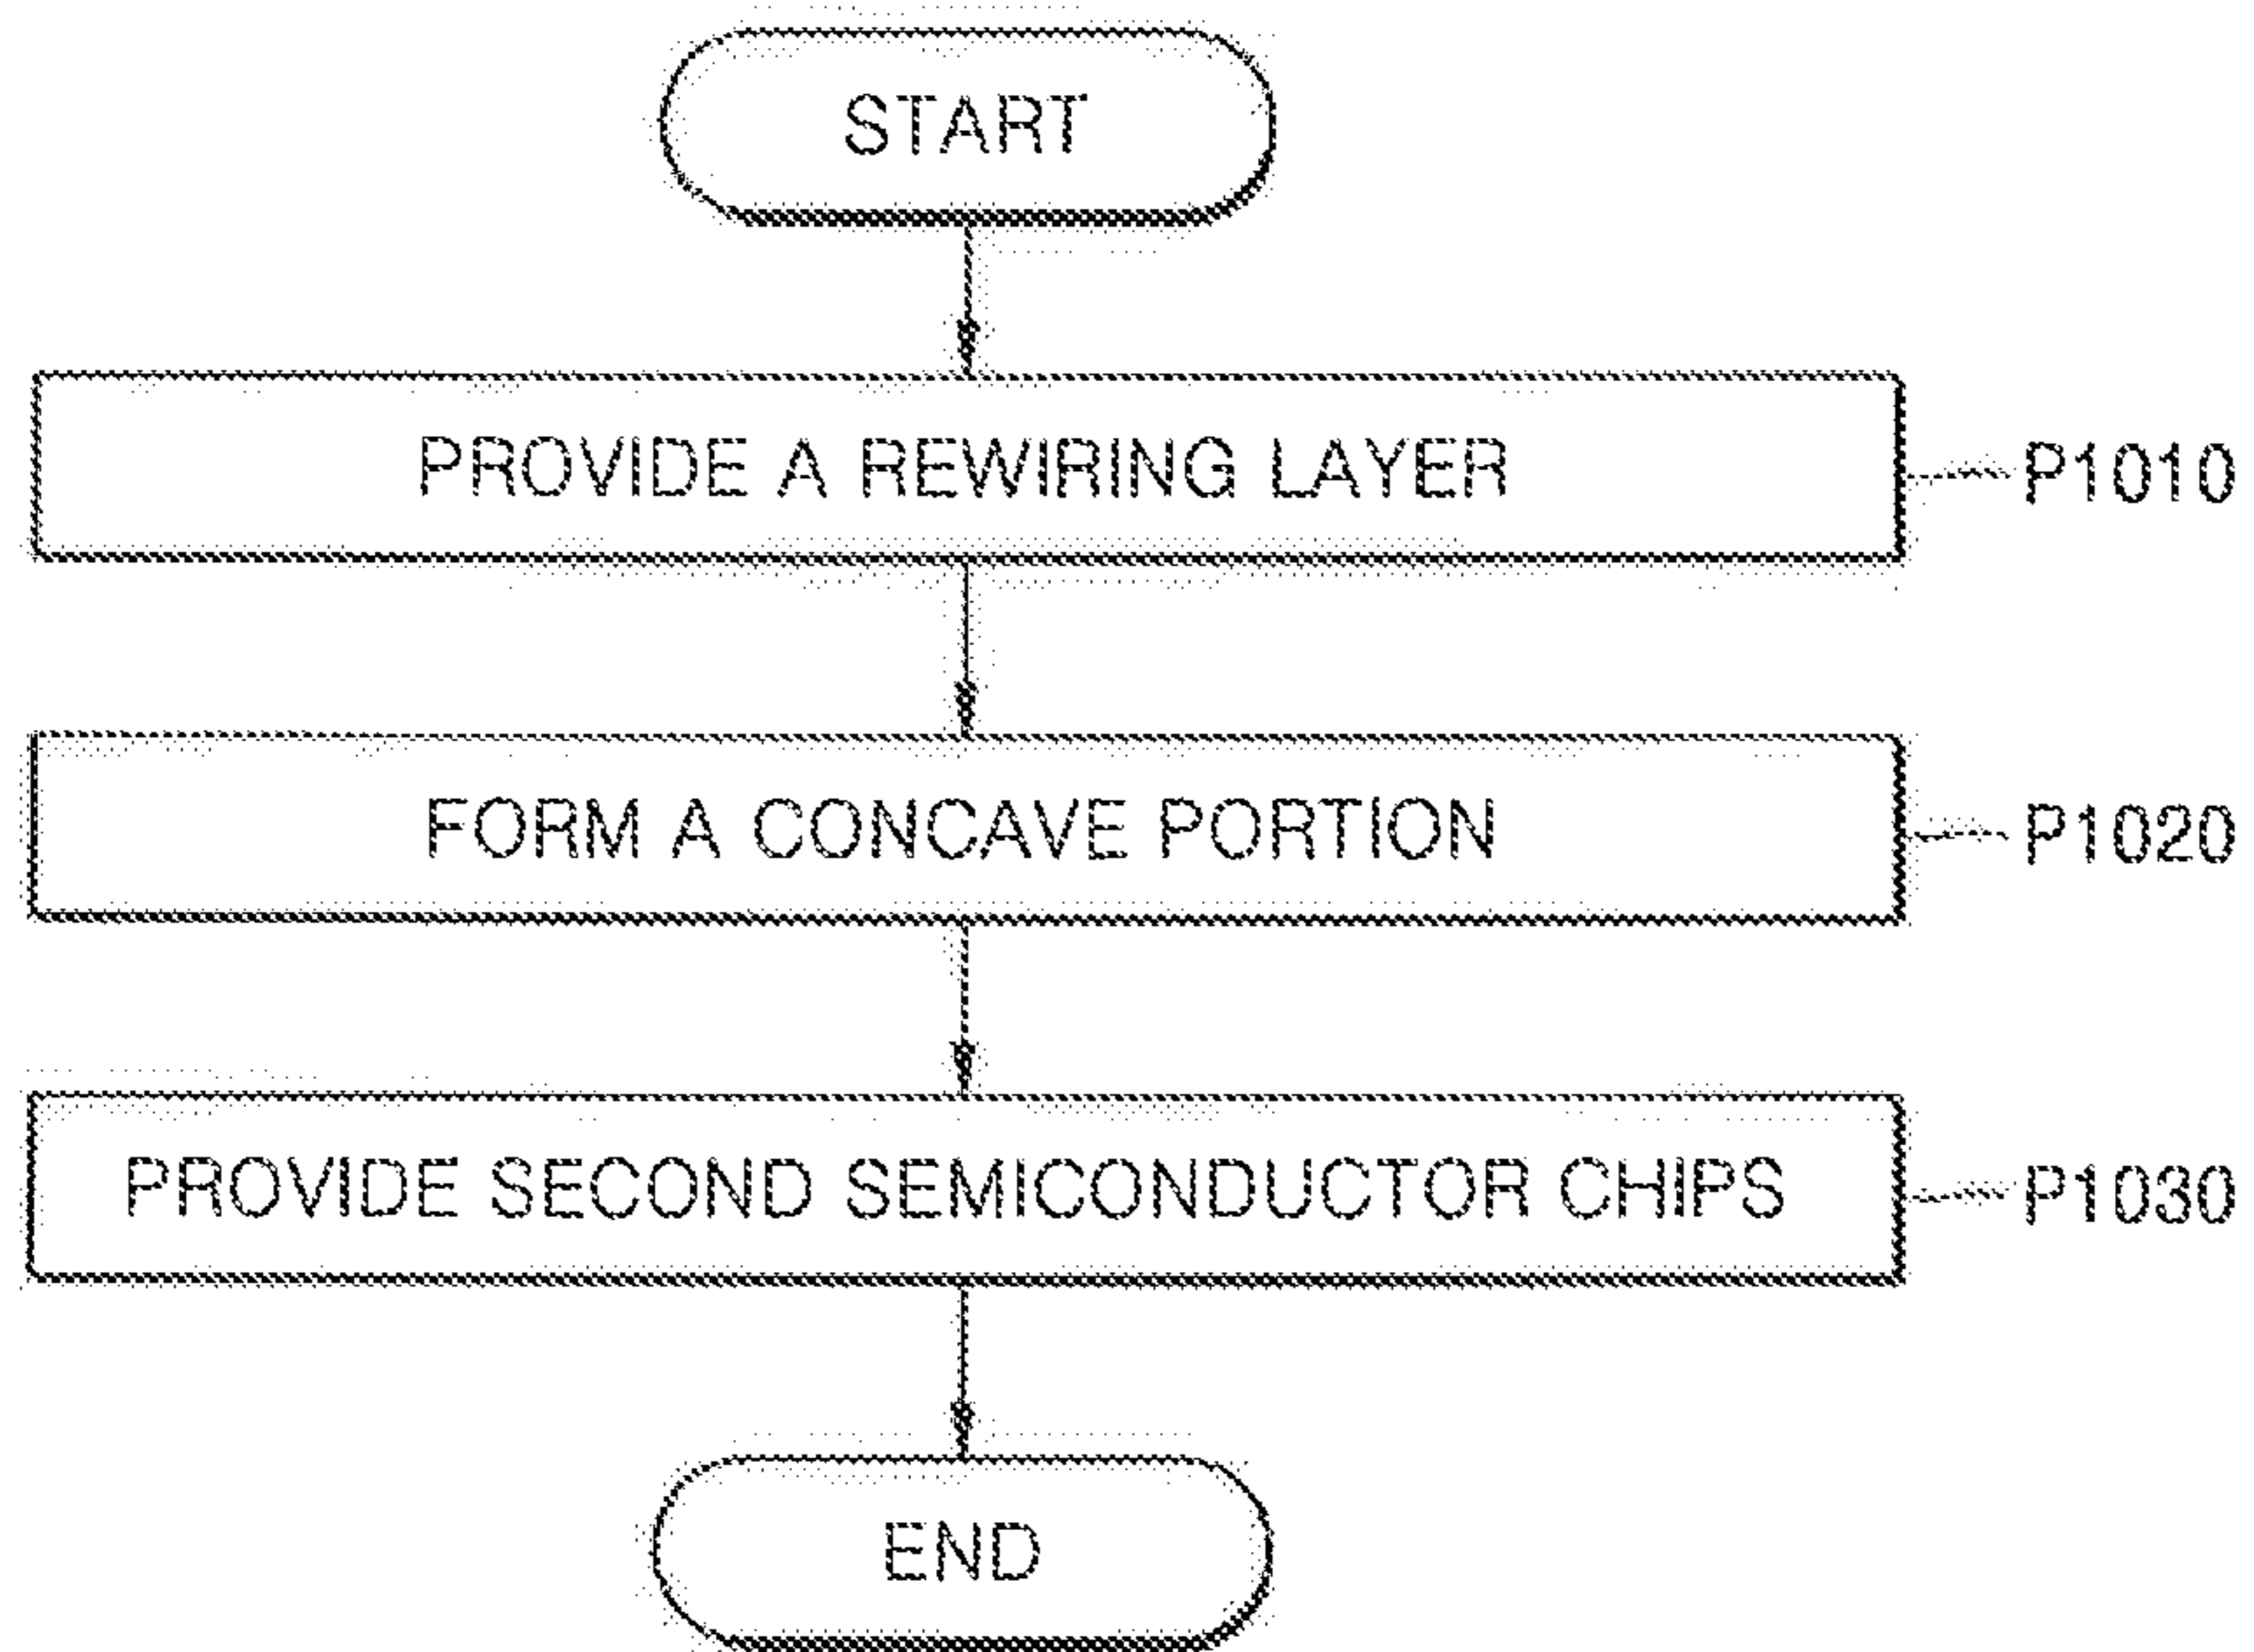 START
PROVIDE A REWIRING LAYER
P1010
FORM A CONCAVE PORTION
P1020
PROVIDE SECOND SEMICONDUCTOR CHIPS
P1030
END